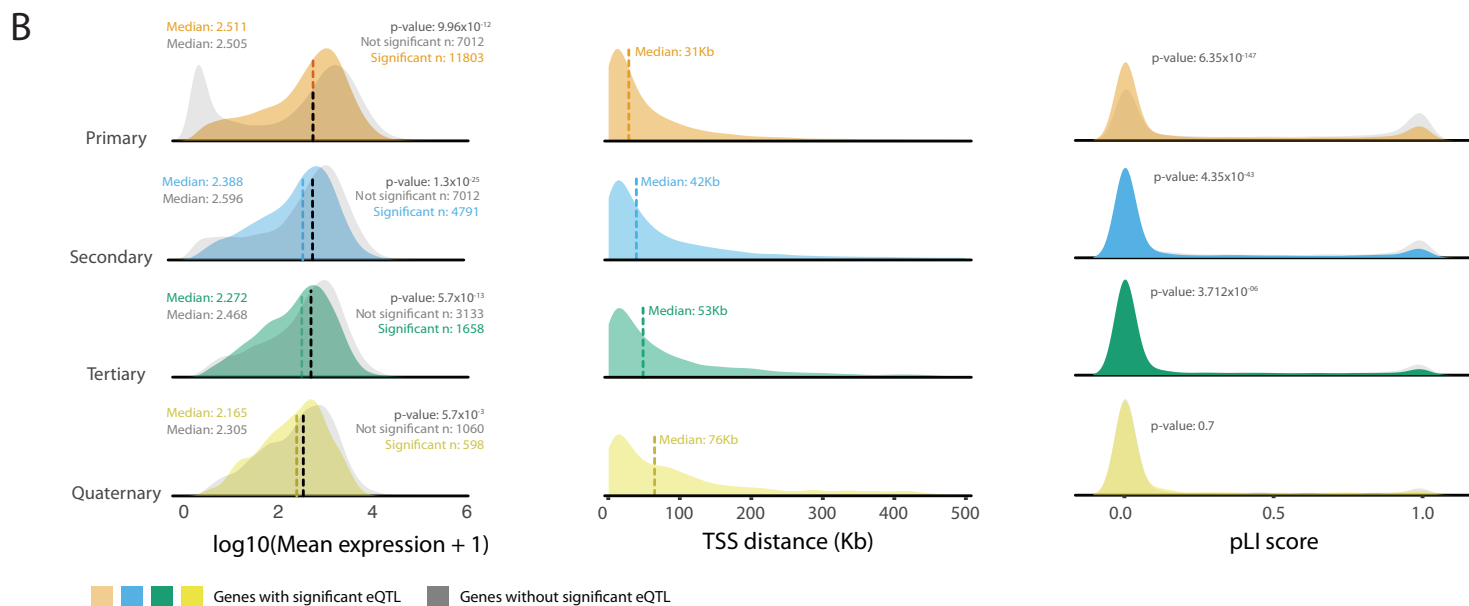 B
Median: 2.511
Median: 2.505
p-value: 9.96x10-12
Not significant n: 7012
Significant n: 11803
Median: 31Kb
p-value: 6.35x10-147
Primary
Median: 2.388
Median: 2.596
p-value: 1.3x10-25
Not significant n: 7012
Significant n: 4791
Median: 42Kb
p-value: 4.35x10-43
Secondary
Median: 2.272
Median: 2.468
p-value: 5.7x10-13
Not significant n: 3133
Significant n: 1658
Median: 53Kb
p-value: 3.712x10-06
Tertiary
Median: 2.165
Median: 2.305
p-value: 5.7x10-3
Not significant n: 1060
Significant n: 598
Median: 76Kb
p-value: 0.7
Quaternary
0 2 4 6
0 100 200 300 400 500
0.0 0.5 1.0
log10(Mean expression + 1)
TSS distance (Kb)
pLI score
Genes with significant eQTL
Genes without significant eQTL